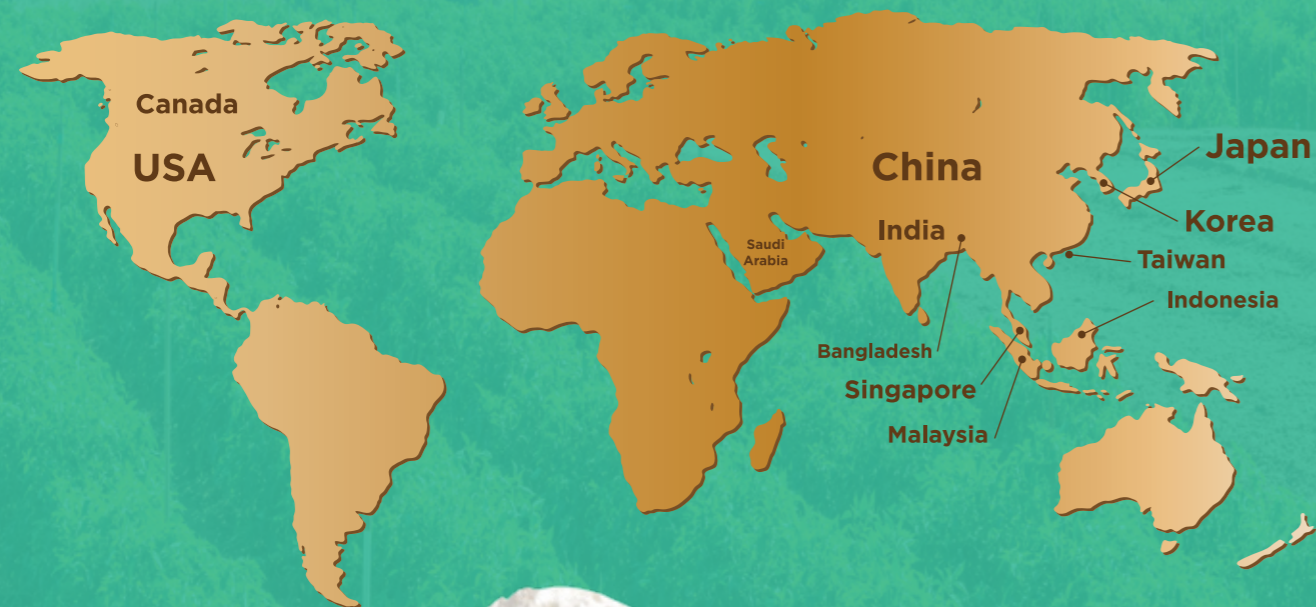 Canada
USA
China
Japan
India
Korea
Saudi
Arabia
Taiwan
Indonesia
Bangladesh
Singapore
Malaysia